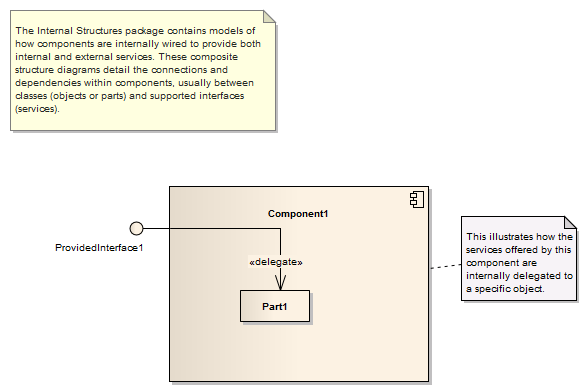 The Internal Structures package contains models of
how components are internally wired to provide both
internal and external services. These composite
structure diagrams detail the connections and
dependencies within components, usually between
classes (objects or parts) and supported interfaces
(services).
Component1
ProvidedInterface1
«delegate»
Part1
This illustrates how the
services offered by this
component are
internally delegated to
a specific object.